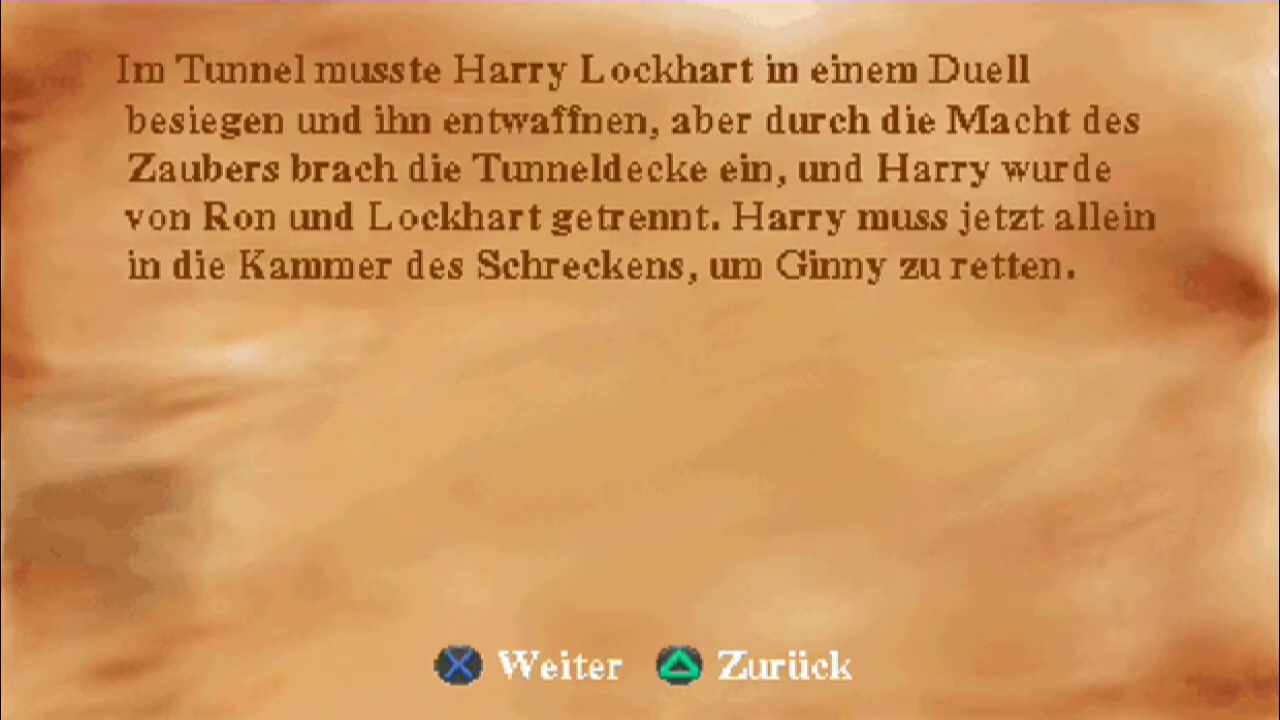 Im Tunnel musste Harry Lockhart in einem Duell
besiegen und ihn entwaffnen, aber durch die Macht des
Zaubers brach die Tunneldecke ein, und Harry wurde
von Ron und Lockhart getrennt. Harry muss jetzt allein
in die Kammer des Schreckens, um Ginny zu retten.
Weiter Zurück